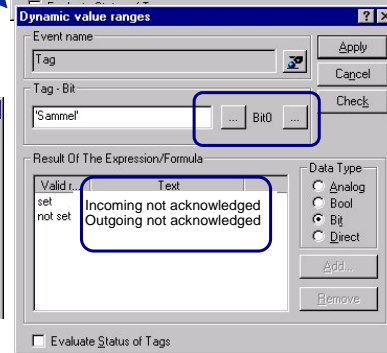 Dynamic value ranges
Event name
Tag
Apply
Cancel
Tag - Bit
Check
'Sammel'
...
Bit0
...
Result Of The Expression/Formula
Data Type
Valid r...
Text
set
Incoming not acknowledged
not set
Outgoing not acknowledged
Analog
Bool
Bit
Direct
Add...
Remove
Evaluate Status of Tags